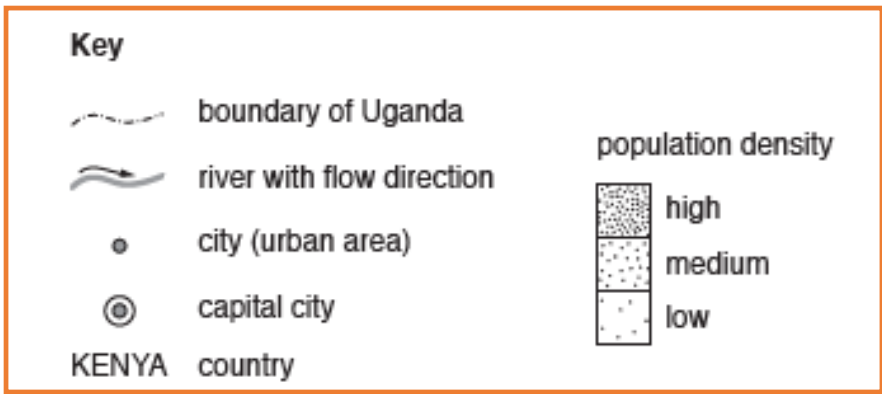 Key
boundary of Uganda
river with flow direction
city (urban area)
capital city
KENYA country
population density
high
medium
low